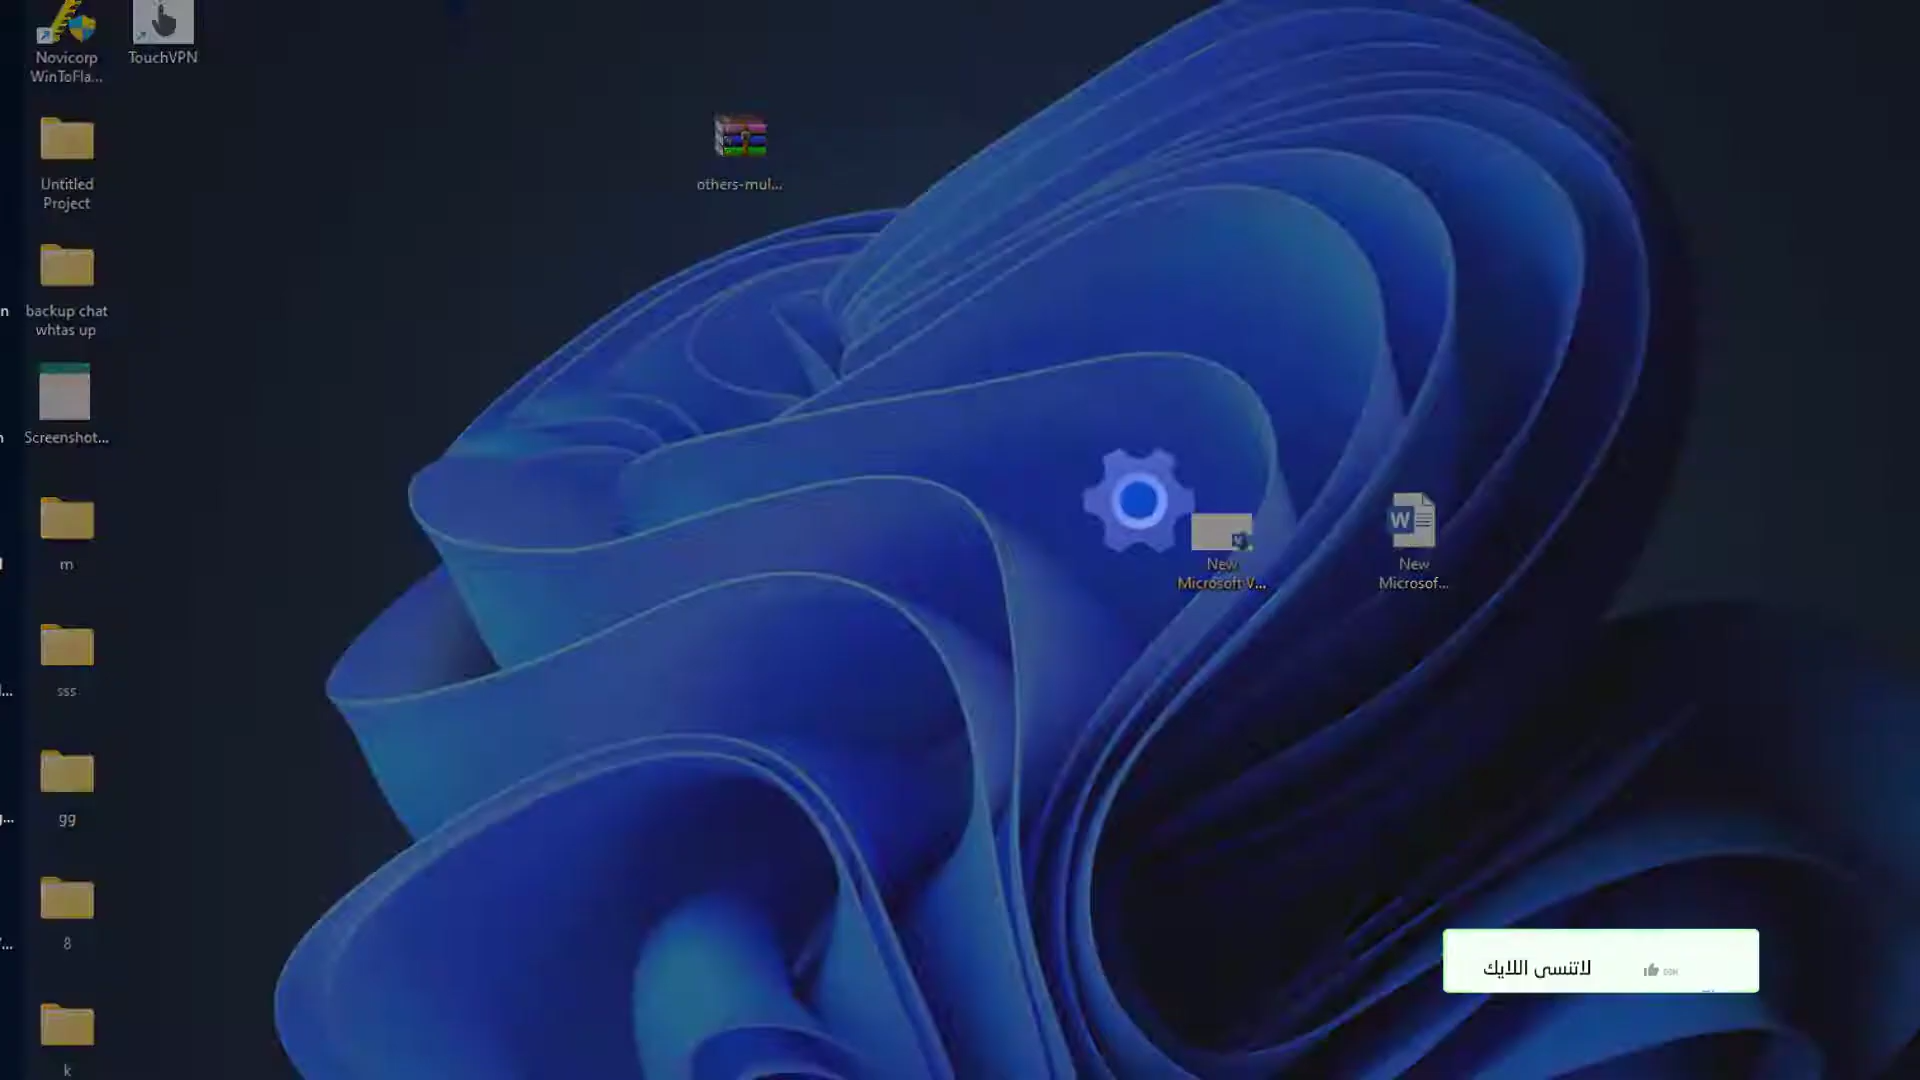 Novicorp
WinToFla...
TouchVPN
Untitled
Project
others-mul...
backup chat
whtas up
Screenshot...
m
New
Microsoft V...
New
Microsof...
sss
gg
8
لاتنسى اللايك
k